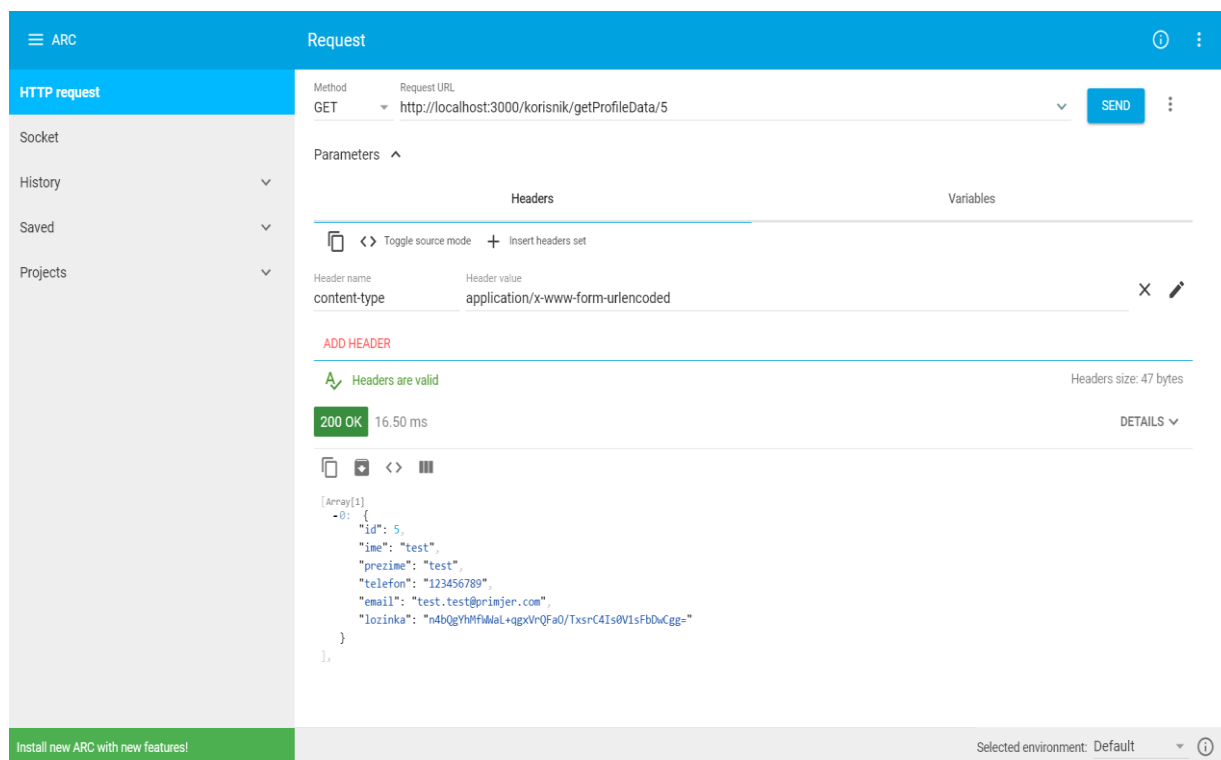 ARC
Request
HTTP request
Socket
History
Saved
Projects
Install new ARC with new features!
Method
Request URL
GET
http://localhost:3000/korisnik/getProfileData/5
SEND
Parameters
Headers
Variables
<> Toggle source mode + Insert headers set
Header name
Header value
content-type
application/x-www-form-urlencoded
ADD HEADER
Headers are valid
Headers size: 47 bytes
200 OK 16.50 ms
DETAILS
[Array[1]
-0: {
"id": 5,
"ime": "test",
"prezime": "test",
"telefon": "123456789",
"email": "test.test@primjer.com",
"lozinka": "n4bQgYhMfWWaL+qgxVrQFaO/TxsrC4Is0V1sFbDwCgg="
}
],
Selected environment: Default